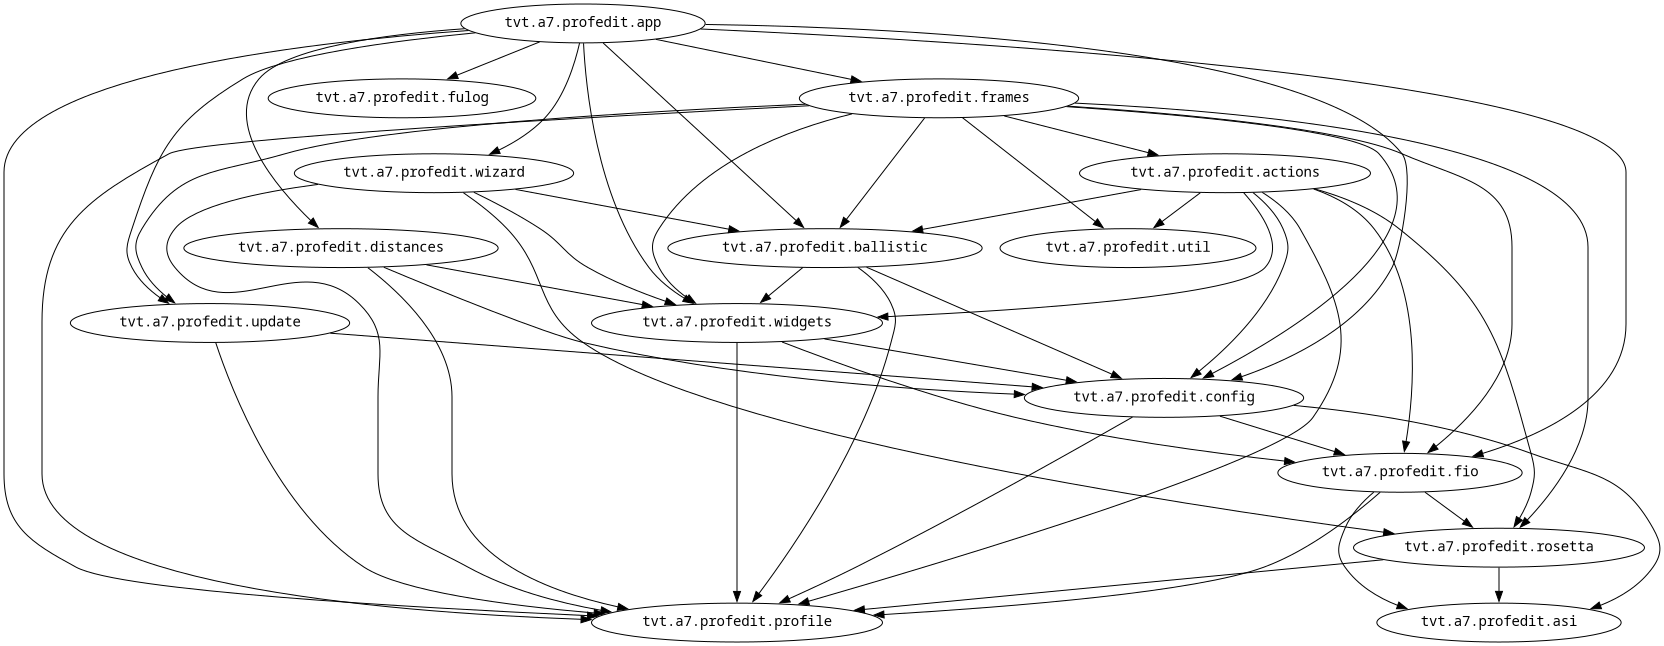 tvt.a7.profedit.app
tvt.a7.profedit.fulog
tvt.a7.profedit.frames
tvt.a7.profedit.wizard
tvt.a7.profedit.actions
tvt.a7.profedit.distances
tvt.a7.profedit.ballistic
tvt.a7.profedit.util
tvt.a7.profedit.update
tvt.a7.profedit.widgets
tvt.a7.profedit.config
tvt.a7.profedit.fio
tvt.a7.profedit.rosetta
tvt.a7.profedit.profile
tvt.a7.profedit.asi